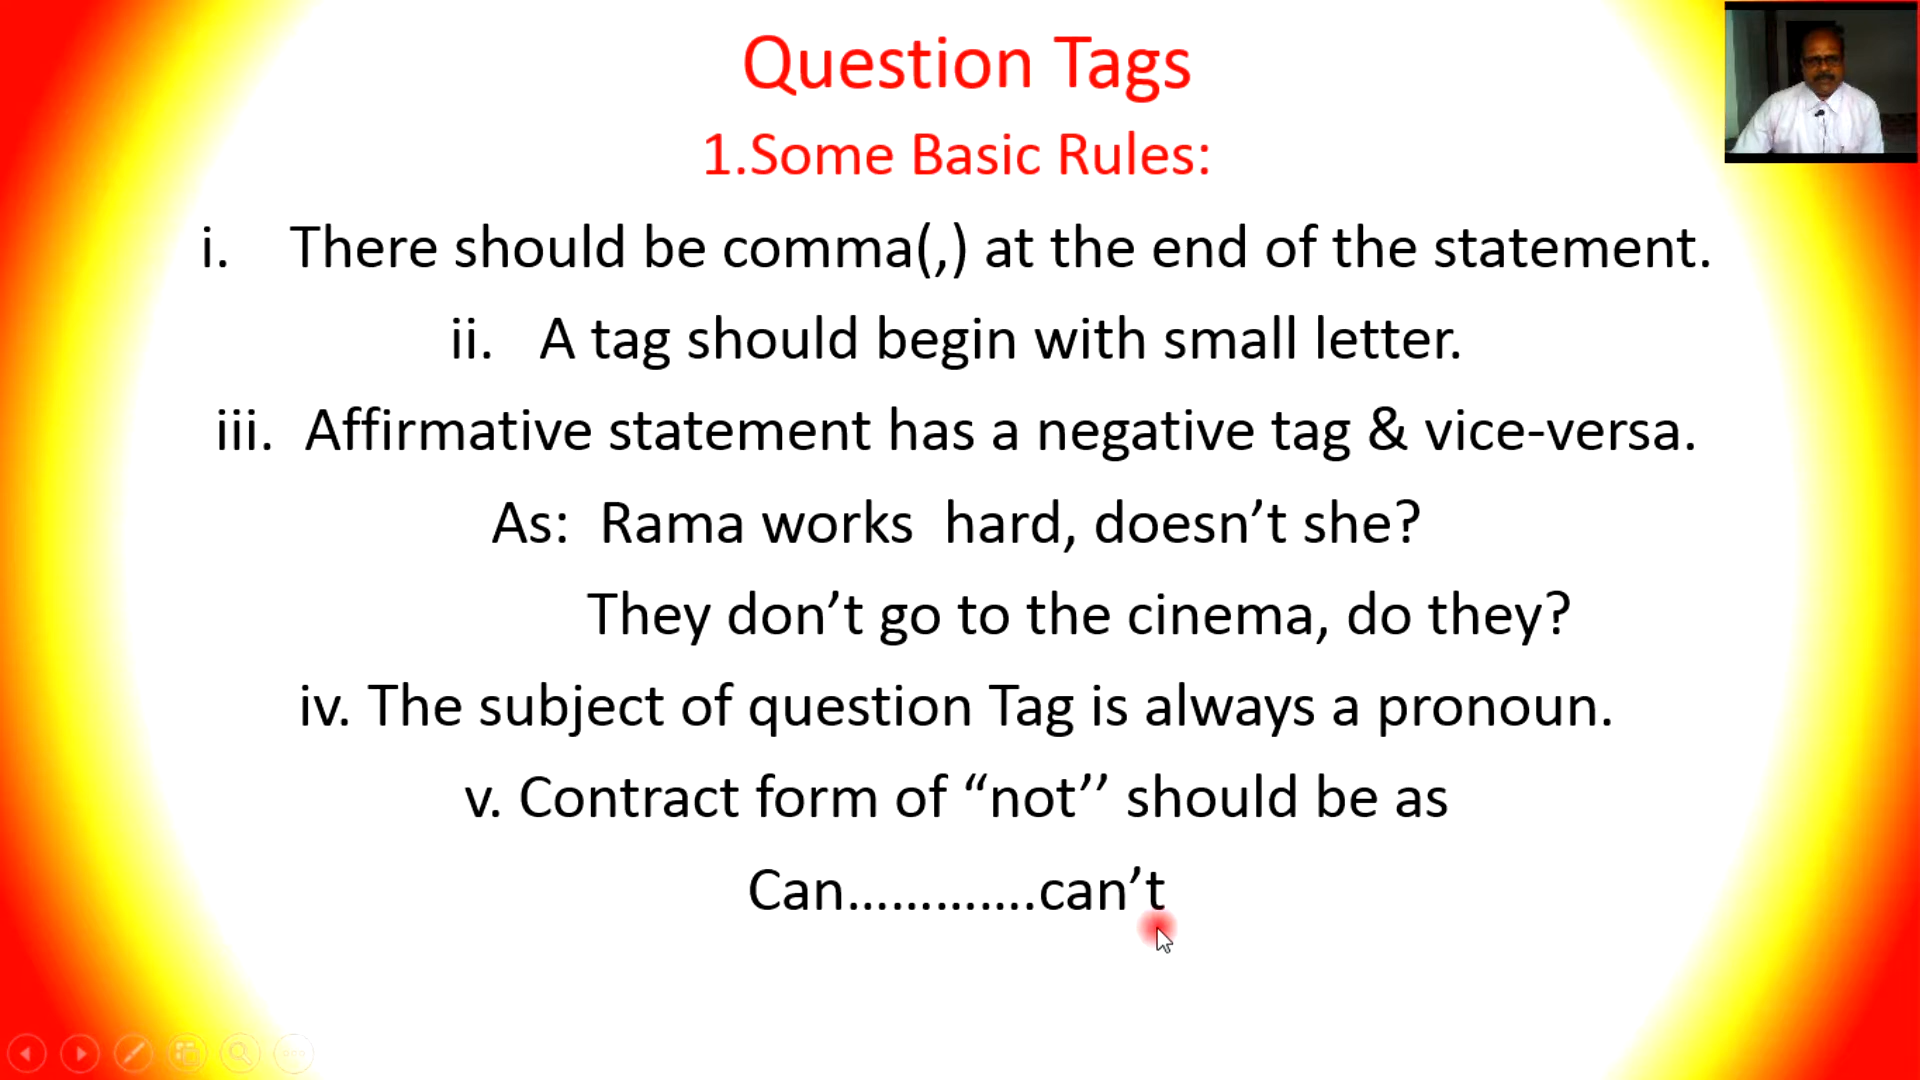 Question Tags
1.Some Basic Rules:
i. There should be comma(,) at the end of the statement.
ii. A tag should begin with small letter.
iii. Affirmative statement has a negative tag & vice-versa.
As: Rama works  hard, doesn’t she?
They don’t go to the cinema, do they?
iv. The subject of question Tag is always a pronoun.
v. Contract form of “not’’ should be as
Can………….can’t